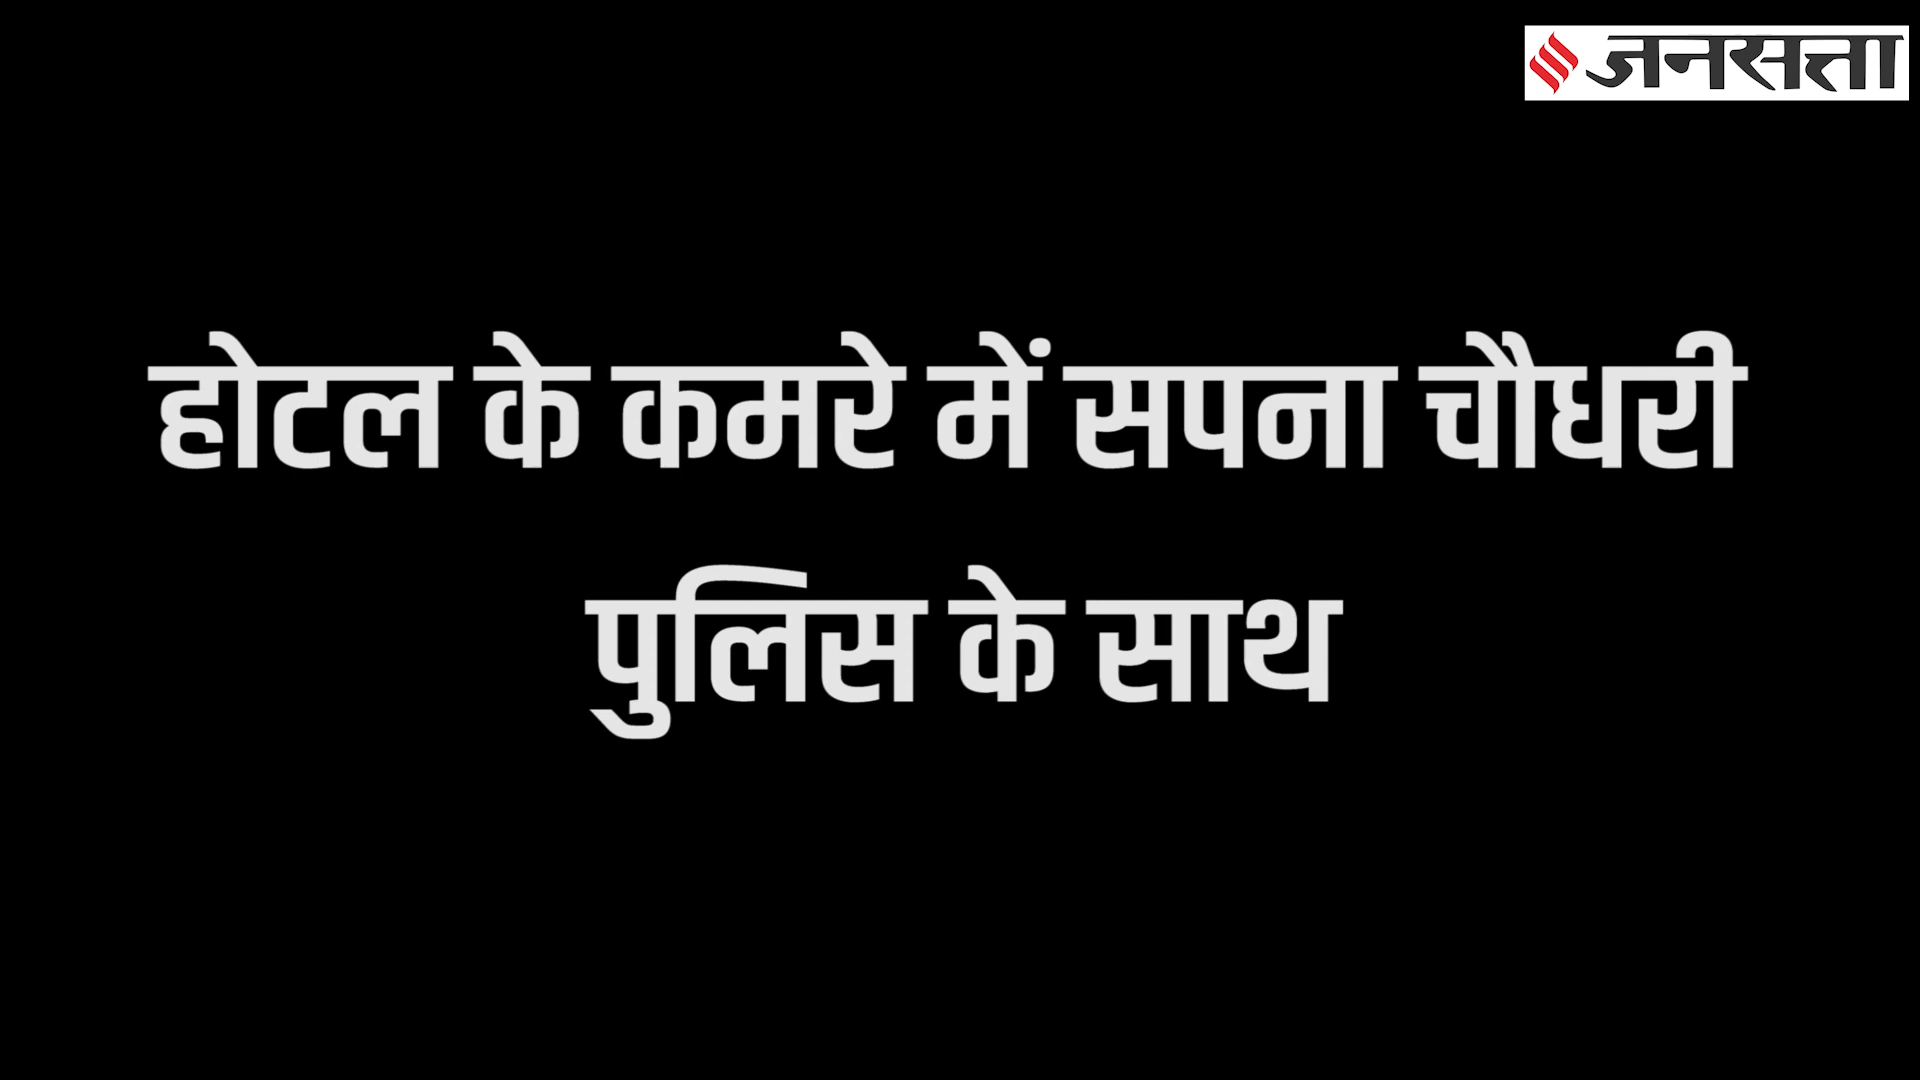 जनसत्ता
होटल के कमरे में सपना चौधरी
पुलिस के साथ